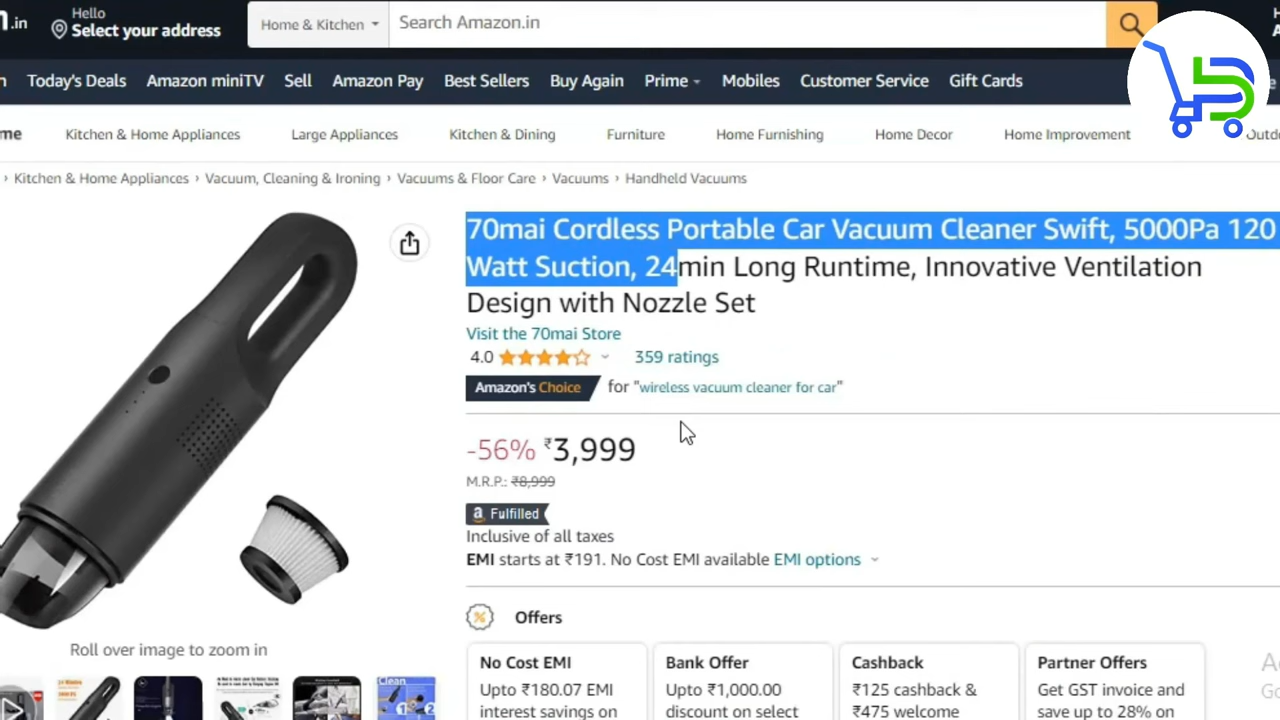 .in
Hello
Select your address
Home & Kitchen
Search Amazon.in
Today's Deals
Amazon miniTV
Sell
Amazon Pay
Best Sellers
Buy Again
Prime
Mobiles
Customer Service
Gift Cards
Kitchen & Home Appliances
Large Appliances
Kitchen & Dining
Furniture
Home Furnishing
Home Decor
Home Improvement
› Kitchen & Home Appliances › Vacuum, Cleaning & Ironing › Vacuums & Floor Care › Vacuums › Handheld Vacuums
70mai Cordless Portable Car Vacuum Cleaner Swift, 5000Pa 120
Watt Suction, 24min Long Runtime, Innovative Ventilation
Design with Nozzle Set
Visit the 70mai Store
4.0
359 ratings
Amazon's Choice for "wireless vacuum cleaner for car"
-56% ₹3,999
M.R.P.: ₹8,999
a Fulfilled
Inclusive of all taxes
EMI starts at ₹191. No Cost EMI available EMI options
Offers
No Cost EMI
Upto ₹180.07 EMI
interest savings on
Bank Offer
Upto ₹1,000.00
discount on select
Cashback
₹125 cashback &
₹475 welcome
Partner Offers
Get GST invoice and
save up to 28% on
Roll over image to zoom in
Clean